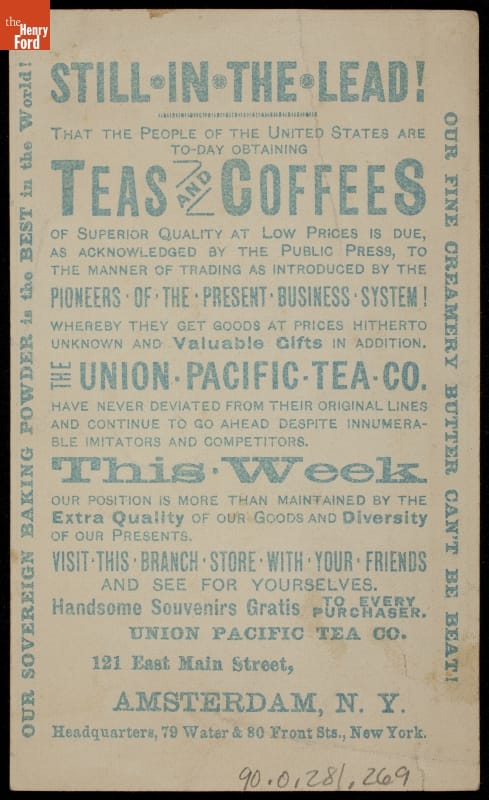 the
Henry
Ford
STILL·IN·THE·LEAD!
THAT THE PEOPLE OF THE UNITED STATES ARE
TO-DAY OBTAINING
TEAS AND COFFEES
OF SUPERIOR QUALITY AT LOW PRICES IS DUE,
AS ACKNOWLEDGED BY THE PUBLIC PRESS, TO
THE MANNER OF TRADING AS INTRODUCED BY THE
PIONEERS·OF·THE·PRESENT·BUSINESS·SYSTEM!
WHEREBY THEY GET GOODS AT PRICES HITHERTO
UNKNOWN AND Valuable Gifts IN ADDITION.
THE UNION·PACIFIC·TEA·CO.
HAVE NEVER DEVIATED FROM THEIR ORIGINAL LINES
AND CONTINUE TO GO AHEAD DESPITE INNUMERA-
BLE IMITATORS AND COMPETITORS.
This·Week
OUR POSITION IS MORE THAN MAINTAINED BY THE
Extra Quality OF OUR GOODS AND Diversity
OF OUR PRESENTS.
VISIT·THIS·BRANCH·STORE·WITH·YOUR·FRIENDS
AND SEE FOR YOURSELVES.
Handsome Souvenirs Gratis TO EVERY PURCHASER.
UNION PACIFIC TEA CO.
121 East Main Street,
AMSTERDAM, N. Y.
Headquarters, 79 Water & 80 Front Sts., New York.
OUR SOVEREIGN BAKING POWDER is the BEST in the World!
OUR FINE CREAMERY BUTTER CAN'T BE BEAT!
90.0.281.269